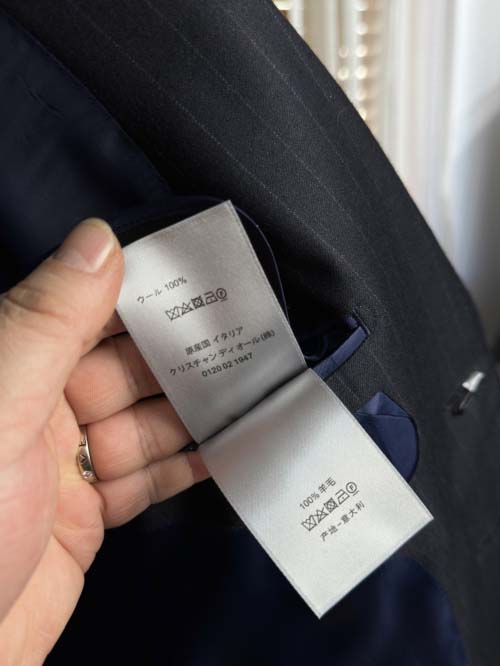 ウール 100%
原産国 イタリア
クリスチャンディオール(株)
0120 02 1947
100% 羊毛
产地-意大利